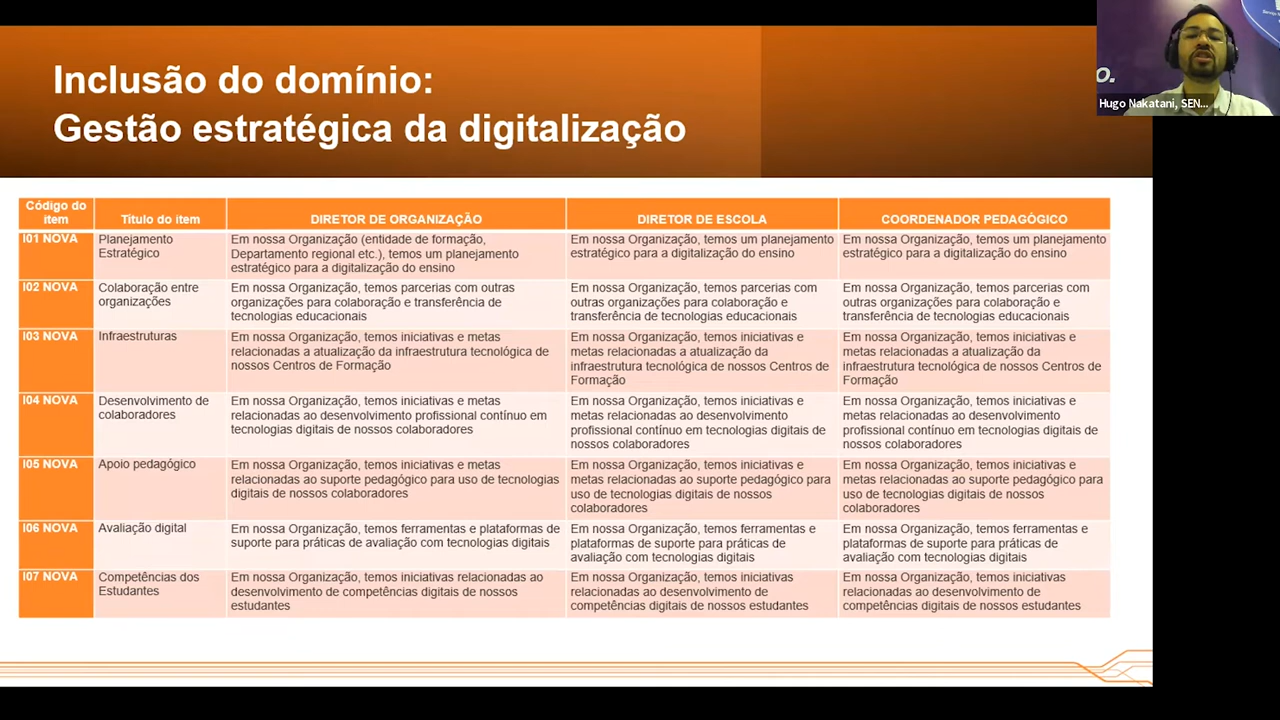 Inclusão do domínio:
Gestão estratégica da digitalização
O.
Hugo Nakatani, SEN...
Código do
item
Título do item
DIRETOR DE ORGANIZAÇÃO
DIRETOR DE ESCOLA
COORDENADOR PEDAGÓGICO
I01 NOVA
Planejamento
Estratégico
Em nossa Organização (entidade de formação,
Departamento regional etc.), temos um planejamento
estratégico para a digitalização do ensino
Em nossa Organização, temos um planejamento
estratégico para a digitalização do ensino
Em nossa Organização, temos um planejamento
estratégico para a digitalização do ensino
I02 NOVA
Colaboração entre
organizações
Em nossa Organização, temos parcerias com outras
organizações para colaboração e transferência de
tecnologias educacionais
Em nossa Organização, temos parcerias com
outras organizações para colaboração e
transferência de tecnologias educacionais
Em nossa Organização, temos parcerias com
outras organizações para colaboração e
transferência de tecnologias educacionais
I03 NOVA
Infraestruturas
Em nossa Organização, temos iniciativas e metas
relacionadas a atualização da infraestrutura tecnológica de
nossos Centros de Formação
Em nossa Organização, temos iniciativas e
metas relacionadas a atualização da
infraestrutura tecnológica de nossos Centros de
Formação
Em nossa Organização, temos iniciativas e
metas relacionadas a atualização da
infraestrutura tecnológica de nossos Centros de
Formação
I04 NOVA
Desenvolvimento de
colaboradores
Em nossa Organização, temos iniciativas e metas
relacionadas ao desenvolvimento profissional contínuo em
tecnologias digitais de nossos colaboradores
Em nossa Organização, temos iniciativas e
metas relacionadas ao desenvolvimento
profissional contínuo em tecnologias digitais de
nossos colaboradores
Em nossa Organização, temos iniciativas e
metas relacionadas ao desenvolvimento
profissional contínuo em tecnologias digitais de
nossos colaboradores
I05 NOVA
Apoio pedagógico
Em nossa Organização, temos iniciativas e metas
relacionadas ao suporte pedagógico para uso de tecnologias
digitais de nossos colaboradores
Em nossa Organização, temos iniciativas e
metas relacionadas ao suporte pedagógico para
uso de tecnologias digitais de nossos
colaboradores
Em nossa Organização, temos iniciativas e
metas relacionadas ao suporte pedagógico para
uso de tecnologias digitais de nossos
colaboradores
I06 NOVA
Avaliação digital
Em nossa Organização, temos ferramentas e plataformas de
suporte para práticas de avaliação com tecnologias digitais
Em nossa Organização, temos ferramentas e
plataformas de suporte para práticas de
avaliação com tecnologias digitais
Em nossa Organização, temos ferramentas e
plataformas de suporte para práticas de
avaliação com tecnologias digitais
I07 NOVA
Competências dos
Estudantes
Em nossa Organização, temos iniciativas relacionadas ao
desenvolvimento de competências digitais de nossos
estudantes
Em nossa Organização, temos iniciativas
relacionadas ao desenvolvimento de
competências digitais de nossos estudantes
Em nossa Organização, temos iniciativas
relacionadas ao desenvolvimento de
competências digitais de nossos estudantes